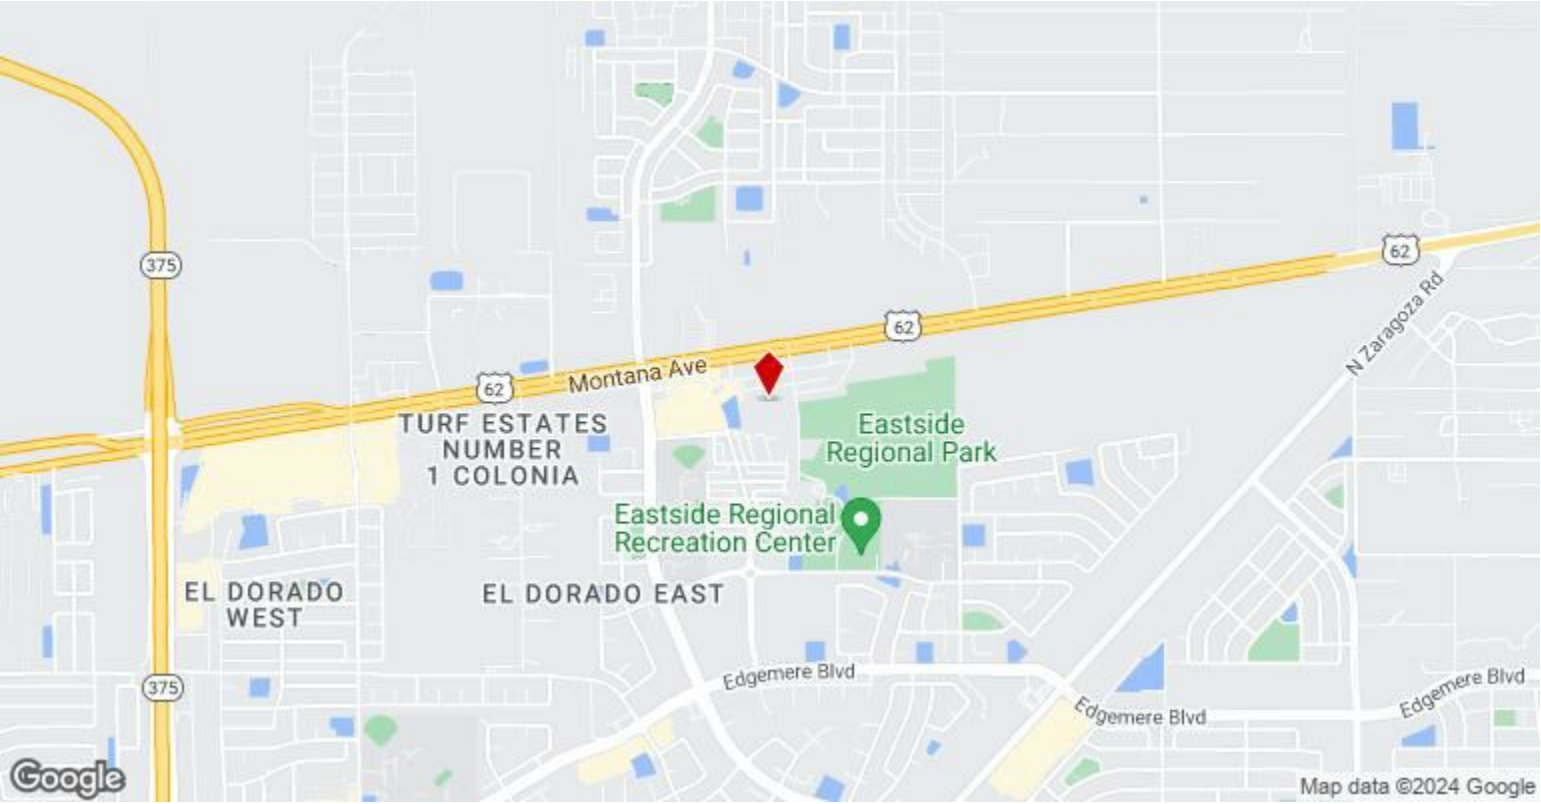 375
62
62
N Zaragoza Rd
62
Montana Ave
TURF ESTATES
NUMBER
1 COLONIA
Eastside
Regional Park
Eastside Regional
Recreation Center
EL DORADO
WEST
EL DORADO EAST
375
Edgemere Blvd
Edgemere Blvd
Edgemere Blvd
Google
Map data ©2024 Google